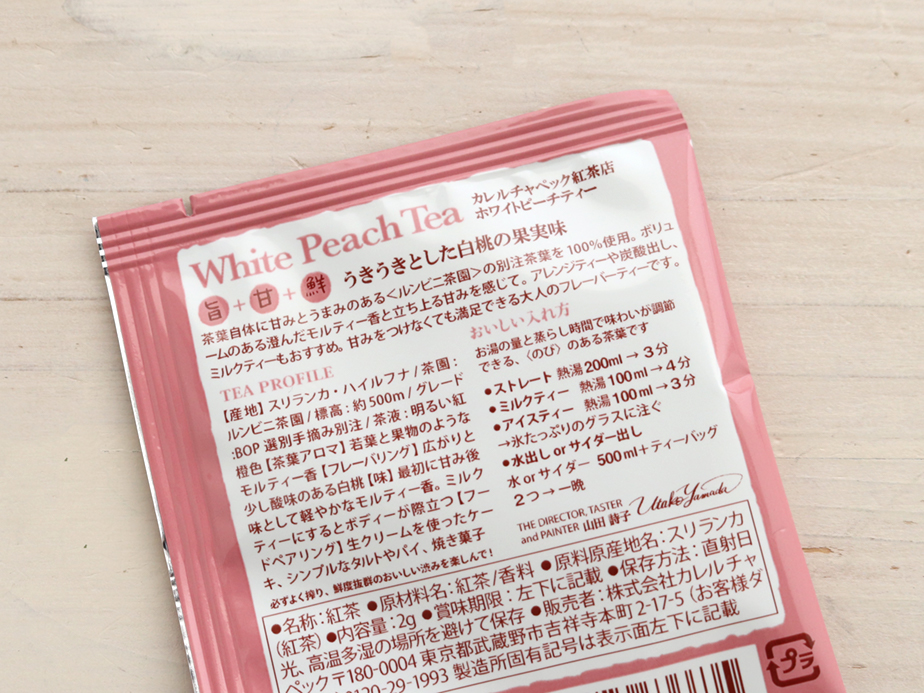 White Peach Tea
カレルチャペック紅茶店
ホワイトピーチティー
旨+甘+鮮
うきうきとした白桃の果実味
茶葉自体に甘みとうまみのある<ルンビニ茶園>の別注茶葉を100%使用。ボリュ
ームのある澄んだモルティー香と立ち上る甘みを感じて。アレンジティーや炭酸出し、
ミルクティーもおすすめ。甘みをつけなくても満足できる大人のフレーバーティーです。
TEA PROFILE
【産地】スリランカ・ハイルフナ/茶園:
ルンビニ茶園/標高:約500m/グレード
:BOP 選別手摘み別注/茶液:明るい紅
橙色【茶葉アロマ】若葉と果物のような
モルティー香【フレーバリング】広がりと
少し酸味のある白桃【味】最初に甘み後
味として軽やかなモルティー香。ミルク
ティーにするとボディーが際立つ【フー
ドペアリング】生クリームを使ったケー
キ、シンプルなタルトやパイ、焼き菓子
必ずよく搾り、鮮度抜群のおいしい渋みを楽しんで!
おいしい入れ方
お湯の量と蒸らし時間で味わいが調節
できる、〈のび〉のある茶葉です
●ストレート 熱湯200ml→3分
●ミルクティー 熱湯100ml→4分
●アイスティー 熱湯100ml→3分
→氷たっぷりのグラスに注ぐ
●水出し orサイダー出し
水 orサイダー 500ml+ティーバッグ
2つ→一晩
THE DIRECTOR, TASTER
and PAINTER 山田 詩子
Utako Yamada
●名称:紅茶 ●原材料名:紅茶/香料 ●原料原産地名:スリランカ
(紅茶) ●内容量:2g ●賞味期限:左下に記載 ●保存方法:直射日
光、高温多湿の場所を避けて保存 ●販売者:株式会社カレルチャ
ペック〒180-0004 東京都武蔵野市吉祥寺本町2-17-5 (お客様ダ
0120-29-1993 製造所固有記号は表示面左下に記載
プラ